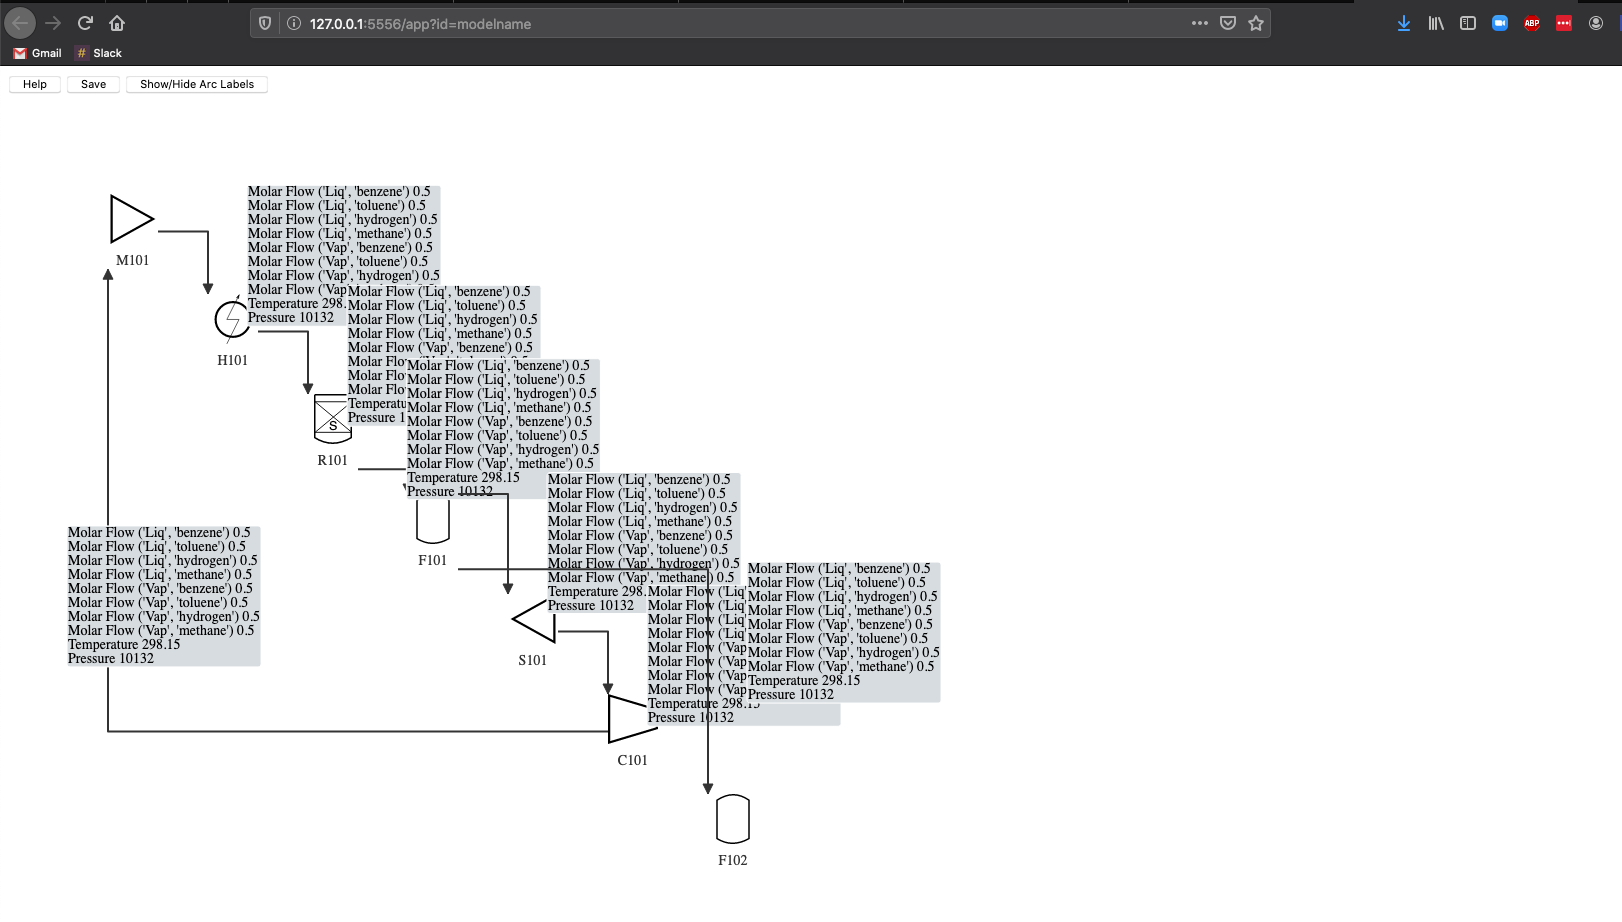 127.0.0.1:5556/app?id=modelname
ABP
Gmail
Slack
Help
Save
Show/Hide Arc Labels
Molar Flow ('Liq', 'benzene') 0.5
Molar Flow ('Liq', 'toluene') 0.5
Molar Flow ('Liq', 'hydrogen') 0.5
Molar Flow ('Liq', 'methane') 0.5
Molar Flow ('Vap', 'benzene') 0.5
Molar Flow ('Vap', 'toluene') 0.5
Molar Flow ('Vap', 'hydrogen') 0.5
Molar Flow ('Vap
Temperature 298.
Pressure 10132
M101
Molar Flow ('Liq', 'benzene') 0.5
Molar Flow ('Liq', 'toluene') 0.5
Molar Flow ('Liq', 'hydrogen') 0.5
Molar Flow ('Liq', 'methane') 0.5
Molar Flow ('Vap', 'benzene') 0.5
Molar Flo
Molar Flo
Molar Flo
Temperatu
Pressure 1
H101
Molar Flow ('Liq', 'benzene') 0.5
Molar Flow ('Liq', 'toluene') 0.5
Molar Flow ('Liq', 'hydrogen') 0.5
Molar Flow ('Liq', 'methane') 0.5
Molar Flow ('Vap', 'benzene') 0.5
Molar Flow ('Vap', 'toluene') 0.5
Molar Flow ('Vap', 'hydrogen') 0.5
Molar Flow ('Vap', 'methane') 0.5
Temperature 298.15
Pressure 10132
S
R101
Molar Flow ('Liq', 'benzene') 0.5
Molar Flow ('Liq', 'toluene') 0.5
Molar Flow ('Liq', 'hydrogen') 0.5
Molar Flow ('Liq', 'methane') 0.5
Molar Flow ('Vap', 'benzene') 0.5
Molar Flow ('Vap', 'toluene') 0.5
Molar Flow ('Vap', 'hydrogen') 0.5
Molar Flow ('Vap', 'methane') 0.5
Temperature 298.
Pressure 10132
F101
Molar Flow ('Liq', 'benzene') 0.5
Molar Flow ('Liq', 'toluene') 0.5
Molar Flow ('Liq', 'hydrogen') 0.5
Molar Flow ('Liq', 'methane') 0.5
Molar Flow ('Vap', 'benzene') 0.5
Molar Flow ('Vap', 'toluene') 0.5
Molar Flow ('Vap', 'hydrogen') 0.5
Molar Flow ('Vap', 'methane') 0.5
Temperature 298.15
Pressure 10132
Molar Flow ('Liq
Molar Flow ('Liq
Molar Flow ('Liq
Molar Flow ('Liq
Molar Flow ('Vap
Molar Flow ('Vap
Molar Flow ('Vap
Molar Flow ('Vap
Temperature 298.15
Pressure 10132
Molar Flow ('Liq', 'benzene') 0.5
Molar Flow ('Liq', 'toluene') 0.5
Molar Flow ('Liq', 'hydrogen') 0.5
Molar Flow ('Liq', 'methane') 0.5
Molar Flow ('Vap', 'benzene') 0.5
Molar Flow ('Vap', 'toluene') 0.5
Molar Flow ('Vap', 'hydrogen') 0.5
Molar Flow ('Vap', 'methane') 0.5
Temperature 298.15
Pressure 10132
S101
C101
F102